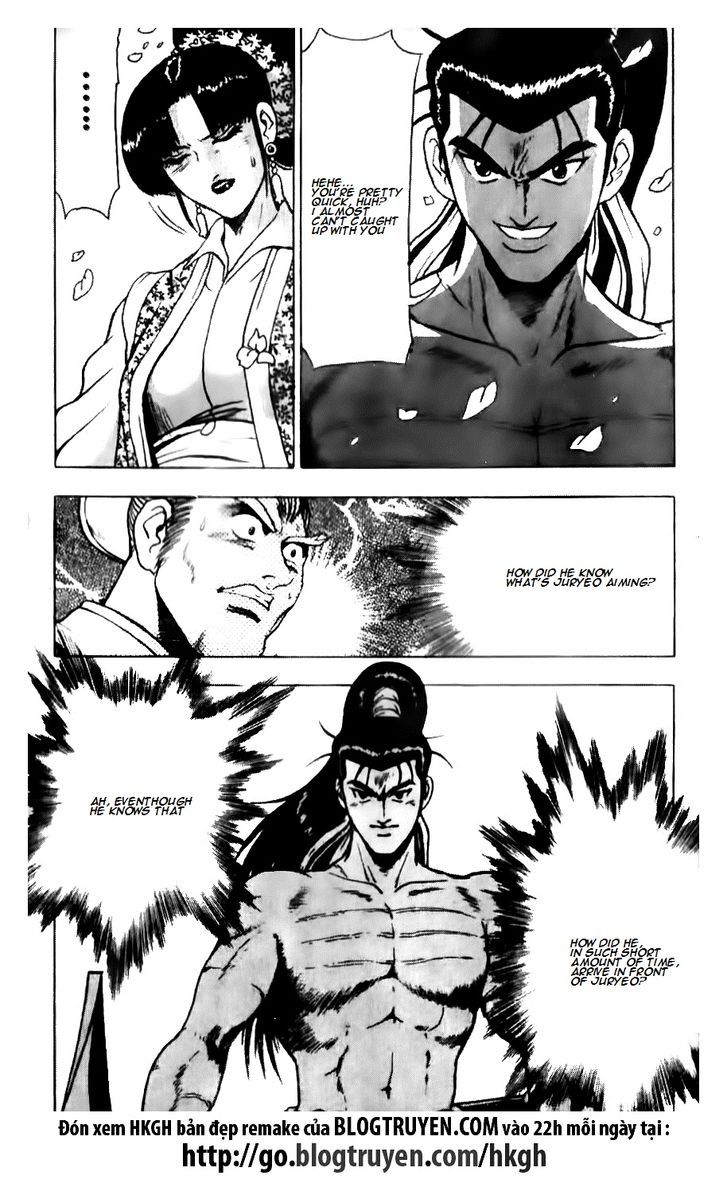 ......
HEHE...
YOU'RE PRETTY
QUICK, HUH?
I ALMOST
CAN'T CAUGHT
UP WITH YOU
HOW DID HE KNOW
WHAT'S JURYEO AIMING?
AH, EVENTHOUGH
HE KNOWS THAT
HOW DID HE,
IN SUCH SHORT
AMOUNT OF TIME,
ARRIVE IN FRONT
OF JURYEO?
Đón xem HKGH bản đẹp remake của BLOGTRUYEN.COM vào 22h mỗi ngày tại :
http://go.blogtruyen.com/hkgh